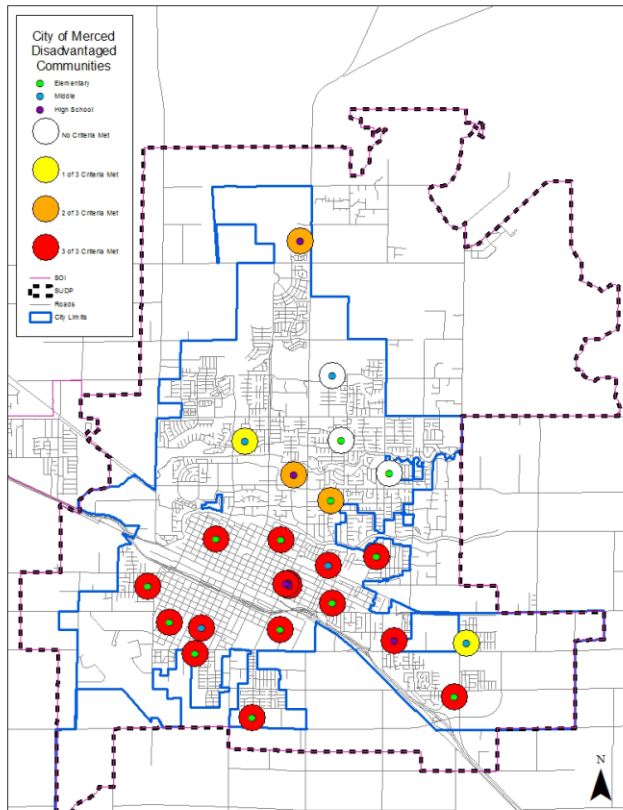 City of Merced
Disadvantaged
Communities
Elementary
Middle
High School
No Criteria Met
1 of 3 Criteria Met
2 of 3 Criteria Met
3 of 3 Criteria Met
SOI
SUDP
Roads
City Limits
N